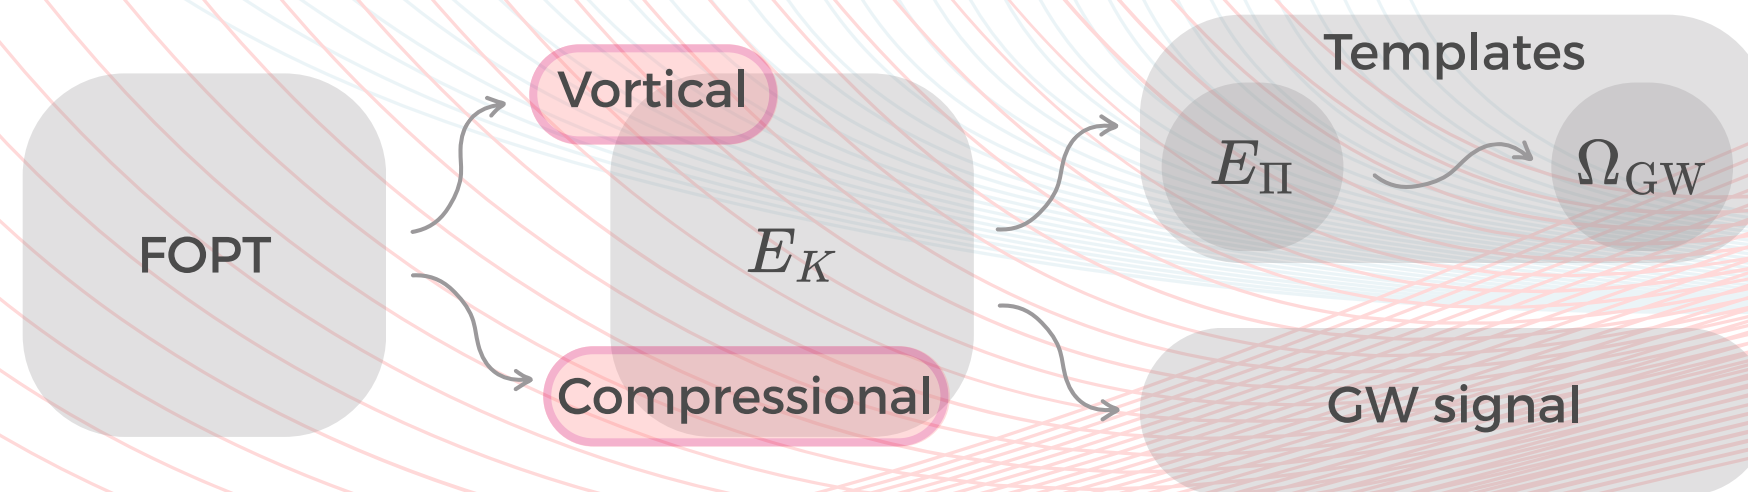 FOPT
Vortical
E_K
Compressional
Templates
E_Π
Ω_GW
GW signal